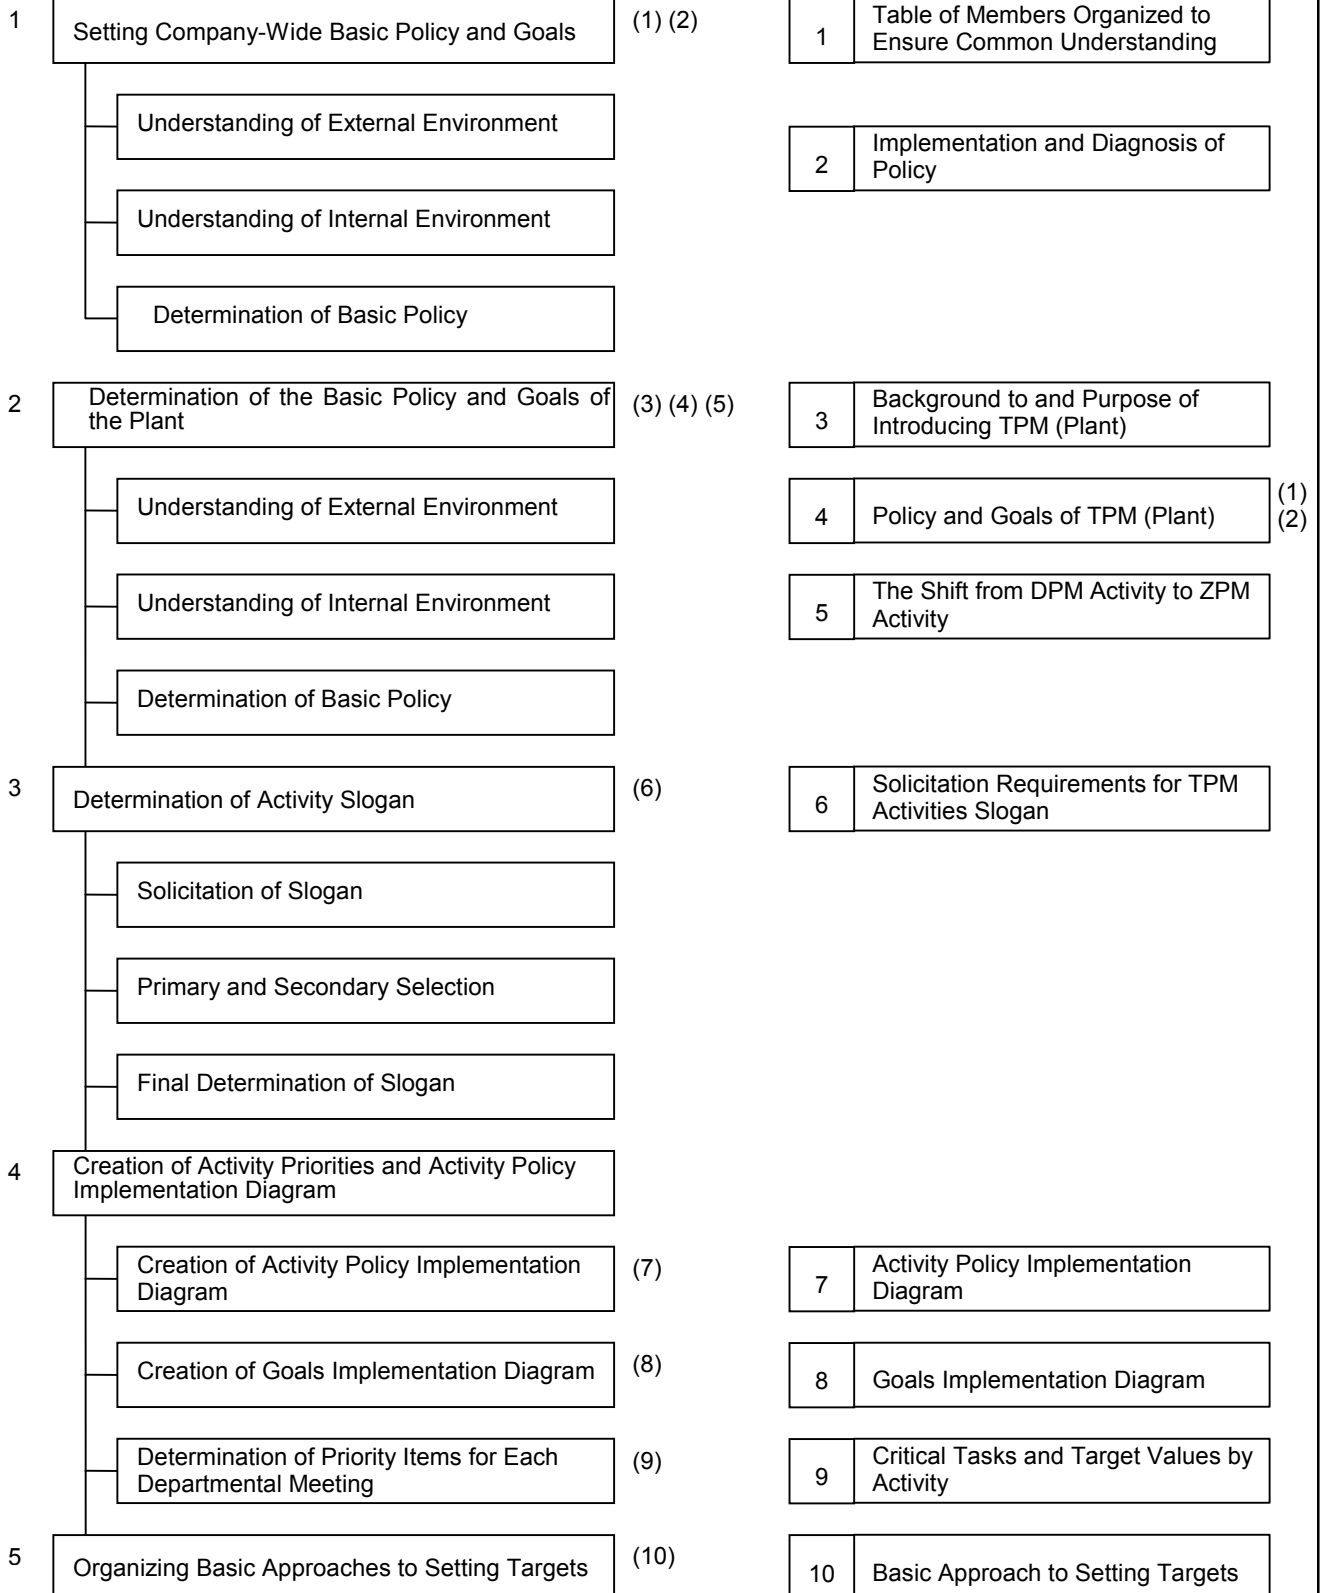 1
Setting Company-Wide Basic Policy and Goals
(1) (2)
1
Table of Members Organized to
Ensure Common Understanding
Understanding of External Environment
2
Implementation and Diagnosis of
Policy
Understanding of Internal Environment
Determination of Basic Policy
2
Determination of the Basic Policy and Goals of
the Plant
(3) (4) (5)
3
Background to and Purpose of
Introducing TPM (Plant)
Understanding of External Environment
4
Policy and Goals of TPM (Plant)
(1)
(2)
Understanding of Internal Environment
5
The Shift from DPM Activity to ZPM
Activity
Determination of Basic Policy
3
Determination of Activity Slogan
(6)
6
Solicitation Requirements for TPM
Activities Slogan
Solicitation of Slogan
Primary and Secondary Selection
Final Determination of Slogan
4
Creation of Activity Priorities and Activity Policy
Implementation Diagram
Creation of Activity Policy Implementation
Diagram
(7)
7
Activity Policy Implementation
Diagram
Creation of Goals Implementation Diagram
(8)
8
Goals Implementation Diagram
Determination of Priority Items for Each
Departmental Meeting
(9)
9
Critical Tasks and Target Values by
Activity
5
Organizing Basic Approaches to Setting Targets
(10)
10
Basic Approach to Setting Targets